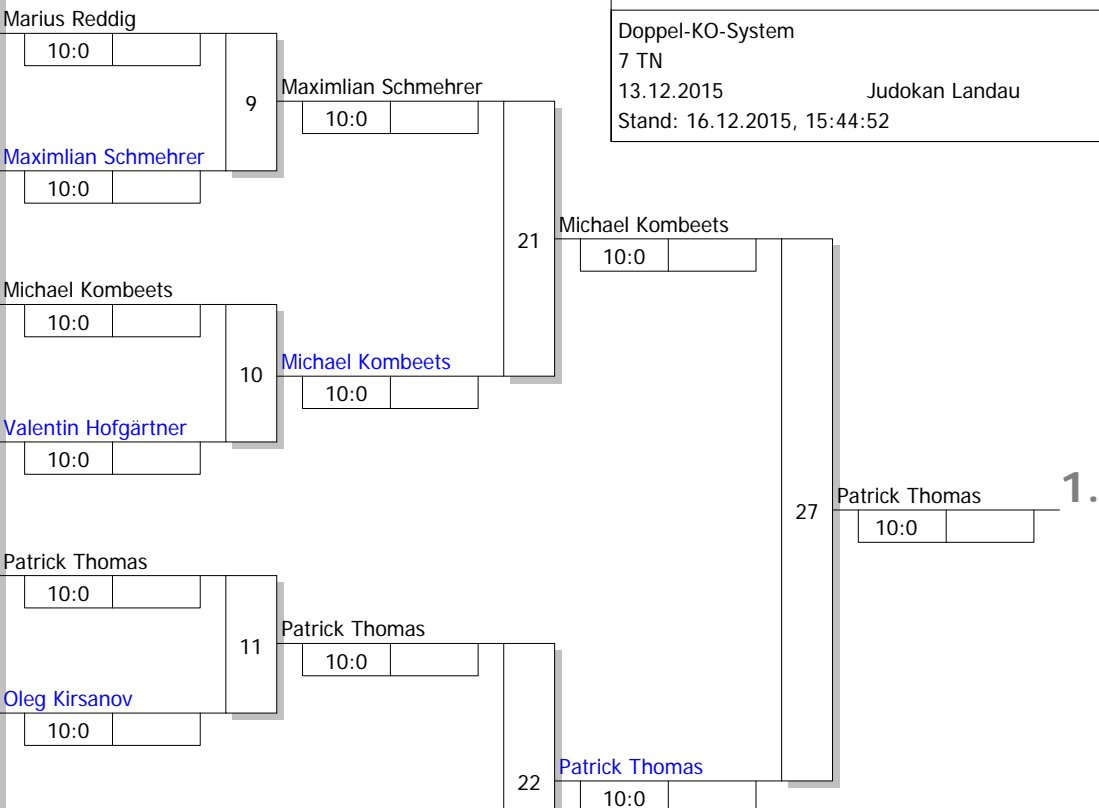 Marius Reddig
10:0
Doppel-KO-System
7 TN
13.12.2015 Judokan Landau
Stand: 16.12.2015, 15:44:52
9
Maximlian Schmehrer
10:0
Maximlian Schmehrer
10:0
21
Michael Kombeets
10:0
Michael Kombeets
10:0
10
Michael Kombeets
10:0
Valentin Hofgärtner
10:0
27
Patrick Thomas
1.
10:0
Patrick Thomas
10:0
11
Patrick Thomas
10:0
Oleg Kirsanov
10:0
22
Patrick Thomas
10:0